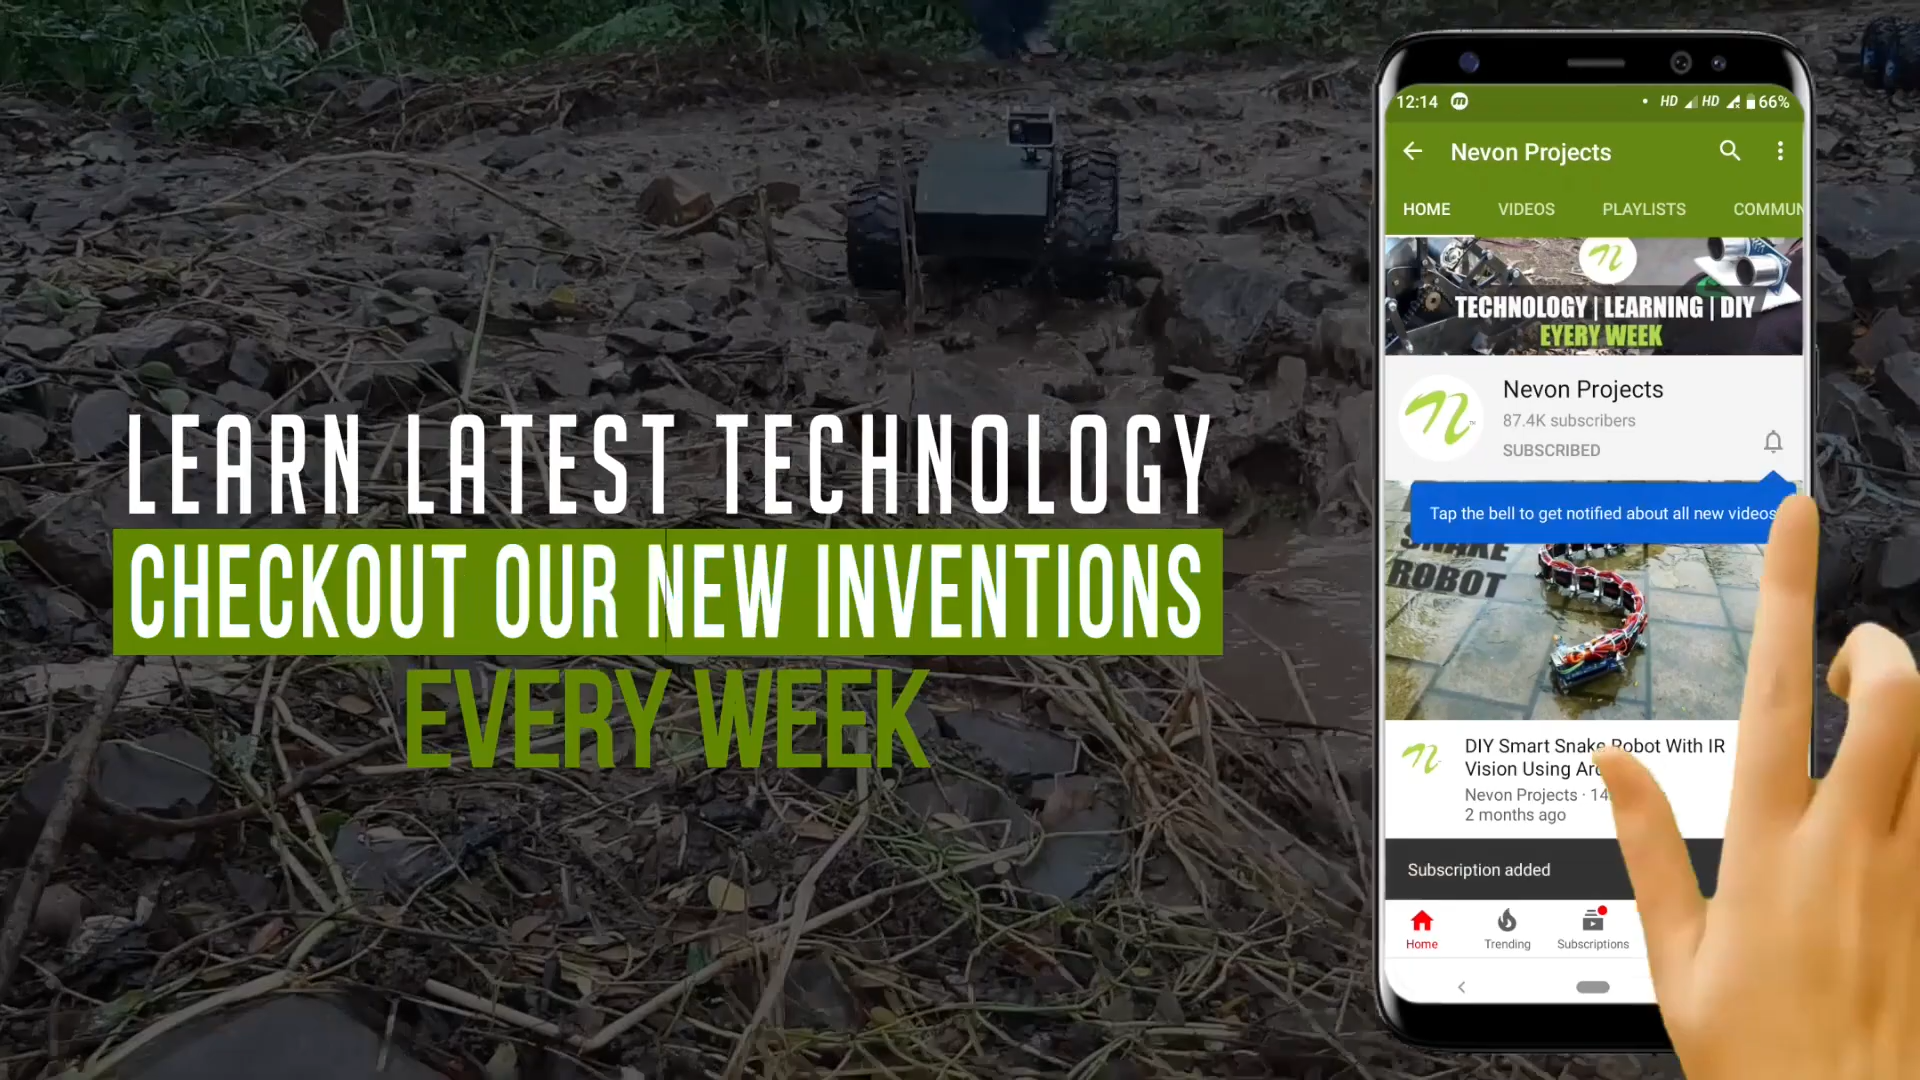 LEARN LATEST TECHNOLOGY
CHECKOUT OUR NEW INVENTIONS
EVERY WEEK
12:14
HD HD 66%
Nevon Projects
HOME VIDEOS PLAYLISTS COMMUN
TECHNOLOGY | LEARNING | DIY
EVERY WEEK
Nevon Projects
87.4K subscribers
SUBSCRIBED
Tap the bell to get notified about all new videos
SNAKE
ROBOT
DIY Smart Snake Robot With IR
Vision Using
Nevon Projects
2 months ago
Subscription added
Home Trending Subscriptions